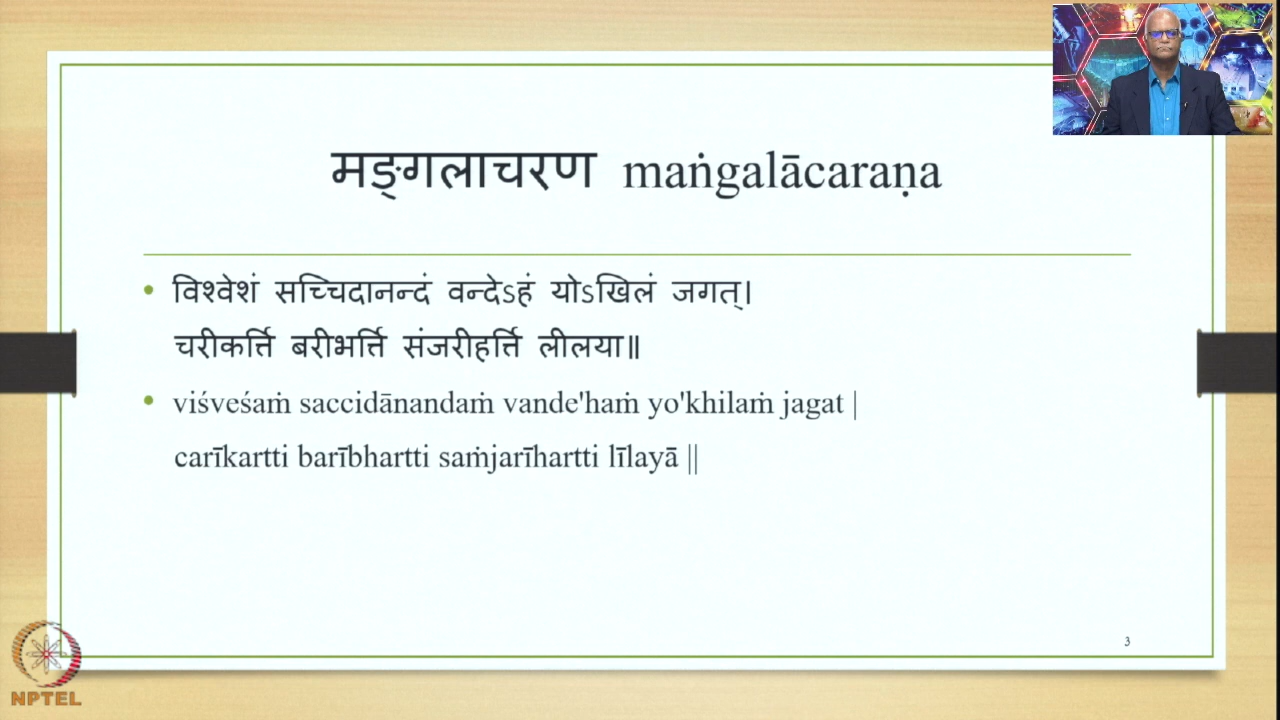 मङ्गलाचरण maṅgalācaraṇa
• विश्वेशं सच्चिदानन्दं वन्देऽहं योऽखिलं जगत्।
चरीकर्त्ति बरीभर्त्ति संजरीहर्त्ति लीलया॥
• viśveśaṁ saccidānandaṁ vande'haṁ yo'khilaṁ jagat |
carīkartti barībhartti saṁjarīhartti līlayā ||
3
NPTEL